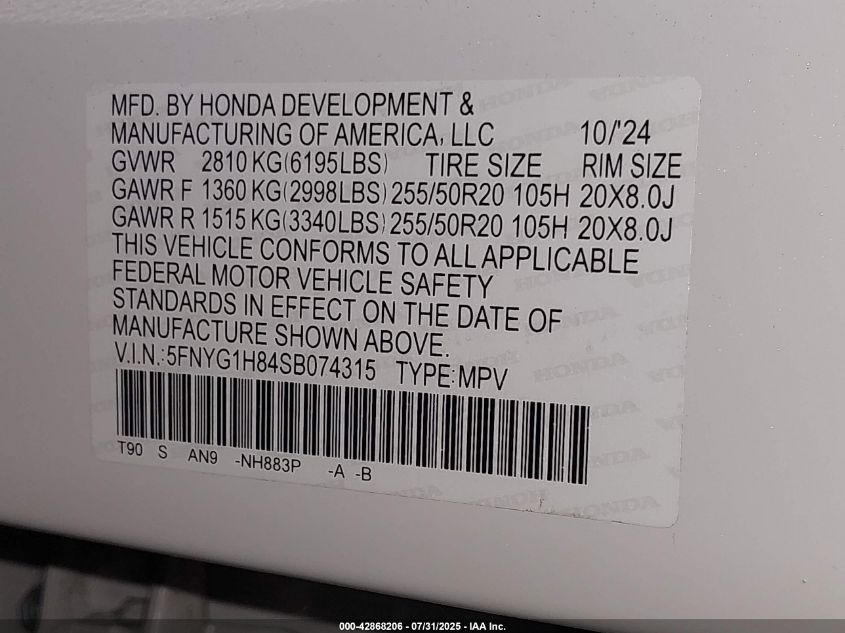 MFD. BY HONDA DEVELOPMENT &
MANUFACTURING OF AMERICA, LLC 10/'24
GVWR 2810 KG(6195LBS) TIRE SIZE RIM SIZE
GAWR F 1360 KG(2998LBS) 255/50R20 105H 20X8.0J
GAWR R 1515 KG(3340LBS) 255/50R20 105H 20X8.0J
THIS VEHICLE CONFORMS TO ALL APPLICABLE
FEDERAL MOTOR VEHICLE SAFETY
STANDARDS IN EFFECT ON THE DATE OF
MANUFACTURE SHOWN ABOVE.
V.I.N.:5FNYG1H84SB074315 TYPE:MPV
T90 S AN9 -NH883P -A -B
000-42868206 - 07/31/2025 - IAA Inc.